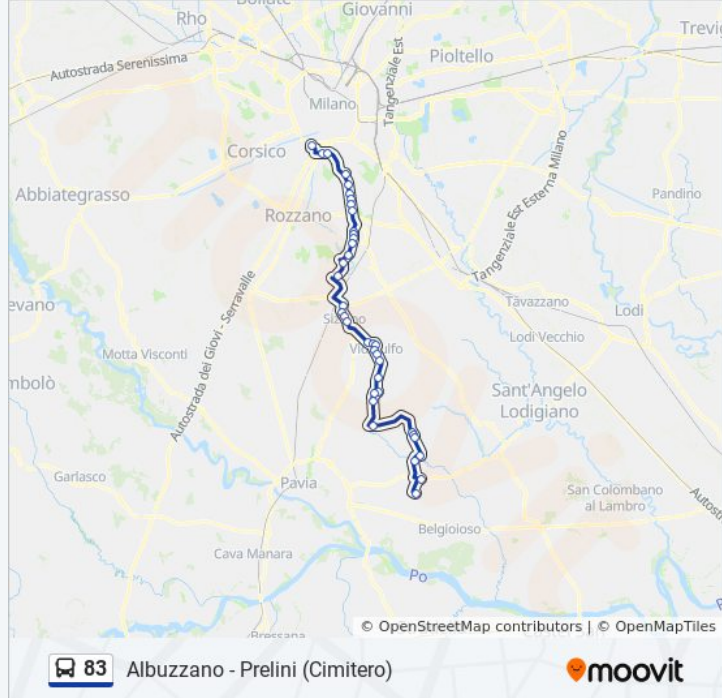 Giovanni
Rho
Trevi
Autostrada Serenissima
Tangenziale Est
Pioltello
Milano
Corsico
Abbiategrasso
Tangenziale Est Esterna Milano
Pandino
Rozzano
evano
Autostrada dei Giovi - Serravalle
Tavazzano
Lodi
Lodi Vecchio
Motta Visconti
mbolò
Sant'Angelo
Lodigiano
Garlasco
Pavia
San Colombano
al Lambro
Autost
Belgioioso
Cava Manara
Po
Bressana
© OpenStreetMap contributors | © OpenMapTiles
83
Albuzzano - Prelini (Cimitero)
moovit